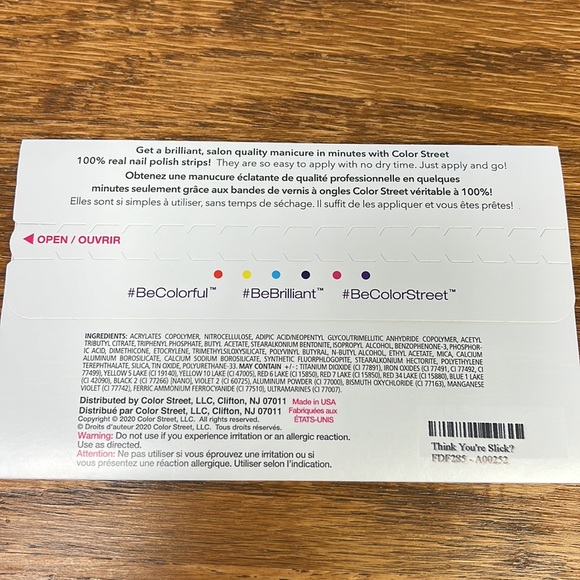 Get a brilliant, salon quality manicure in minutes with Color Street
100% real nail polish strips! They are so easy to apply with no dry time. Just apply and go!
Obtenez une manucure éclatante de qualité professionnelle en quelques
minutes seulement grâce aux bandes de vernis à ongles Color Street véritable à 100%!
Elles sont si simples à utiliser, sans temps de séchage. Il suffit de les appliquer et vous êtes prêtes!
OPEN / OUVRIR
#BeColorful™ #BeBrilliant™ #BeColorStreet™
INGREDIENTS: ACRYLATES COPOLYMER, NITROCELLULOSE, ADIPIC ACID/NEOPENTYL GLYCOL/TRIMELLITIC ANHYDRIDE COPOLYMER, ACETYL
TRIBUTYL CITRATE, TRIPHENYL PHOSPHATE, BUTYL ACETATE, STEARALKONIUM BENTONITE, ISOPROPYL ALCOHOL, BENZOPHENONE-3, PHOSPHOR-
IC ACID, DIMETHICONE, ETOCRYLENE, TRIMETHYLSILOXYSILICATE, POLYVINYL BUTYRAL, N-BUTYL ALCOHOL, ETHYL ACETATE, MICA, CALCIUM
ALUMINUM BOROSILICATE, CALCIUM SODIUM BOROSILICATE, SYNTHETIC FLUORPHLOGOPITE, STEARALKONIUM HECTORITE, POLYETHYLENE
TEREPHTHALATE, SILICA, TIN OXIDE, POLYURETHANE-33. MAY CONTAIN +/-: TITANIUM DIOXIDE (CI 77891), IRON OXIDES (CI 77491, CI 77492, CI
77499), YELLOW 5 LAKE (CI 19140), YELLOW 10 LAKE (CI 47005), RED 6 LAKE (CI 15850), RED 7 LAKE (CI 15850), RED 34 LAKE (CI 15880), BLUE 1 LAKE
(CI 42090), BLACK 2 (CI 77266) [NANO], VIOLET 2 (CI 60725), ALUMINUM POWDER (CI 77000), BISMUTH OXYCHLORIDE (CI 77163), MANGANESE
VIOLET (CI 77742), FERRIC AMMONIUM FERROCYANIDE (CI 77510), ULTRAMARINES (CI 77007).
Distributed by Color Street, LLC, Clifton, NJ 07011 Made in USA
Distribué par Color Street, LLC, Clifton, NJ 07011 Fabriquées aux
Copyright © 2020 Color Street, LLC. All rights reserved. ÉTATS-UNIS
© Droits d'auteur 2020 Color Street, LLC. Tous droits réservés.
Warning: Do not use if you experience irritation or an allergic reaction.
Use as directed.
Attention: Ne pas utiliser si vous éprouvez une irritation ou si
vous présentez une réaction allergique. Utiliser selon l'indication.
Think You're Slick?
FDF285 - A00252